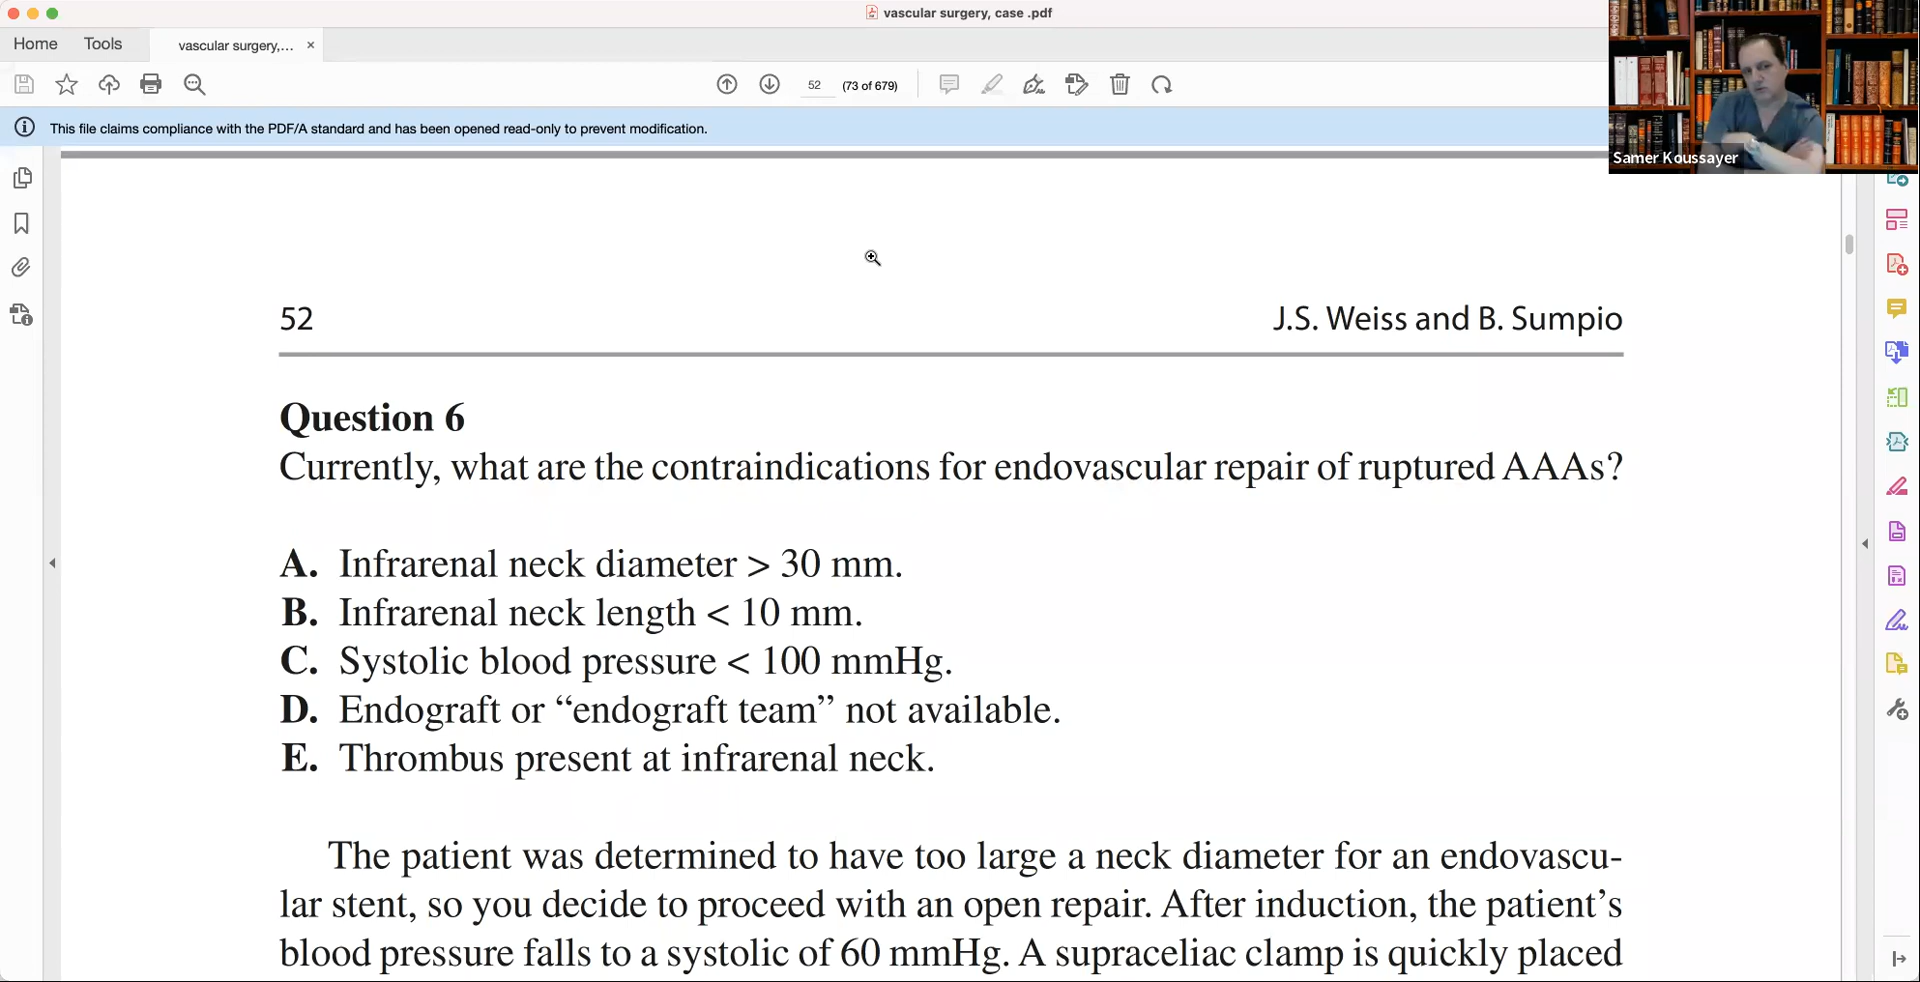 vascular surgery, case .pdf
Home Tools vascular surgery,... ×
52 (73 of 679)
This file claims compliance with the PDF/A standard and has been opened read-only to prevent modification.
Samer Koussayer
52 J.S. Weiss and B. Sumpio
Question 6
Currently, what are the contraindications for endovascular repair of ruptured AAAs?
A. Infrarenal neck diameter > 30 mm.
B. Infrarenal neck length < 10 mm.
C. Systolic blood pressure < 100 mmHg.
D. Endograft or “endograft team” not available.
E. Thrombus present at infrarenal neck.
The patient was determined to have too large a neck diameter for an endovascu-
lar stent, so you decide to proceed with an open repair. After induction, the patient’s
blood pressure falls to a systolic of 60 mmHg. A supraceliac clamp is quickly placed